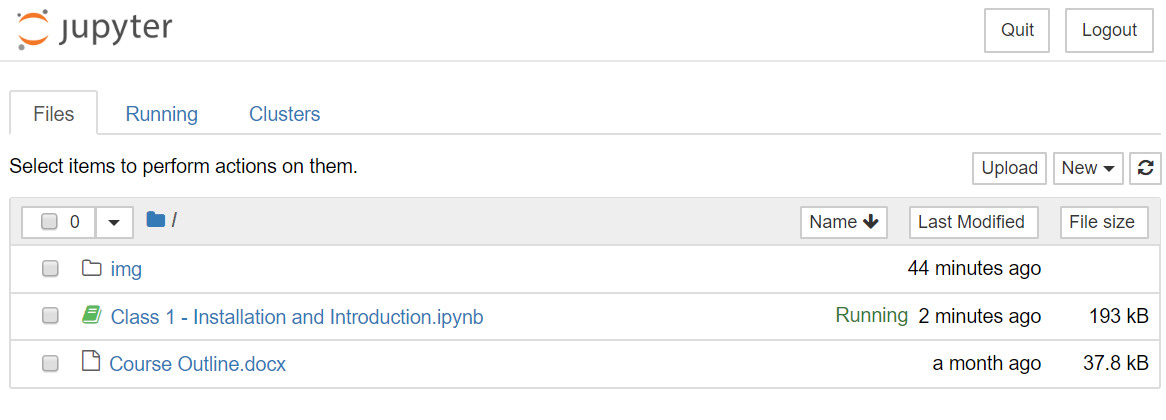 jupyter Quit Logout
Files Running Clusters
Select items to perform actions on them. Upload New
0 / Name Last Modified File size
img 44 minutes ago
Class 1 - Installation and Introduction.ipynb Running 2 minutes ago 193 kB
Course Outline.docx a month ago 37.8 kB